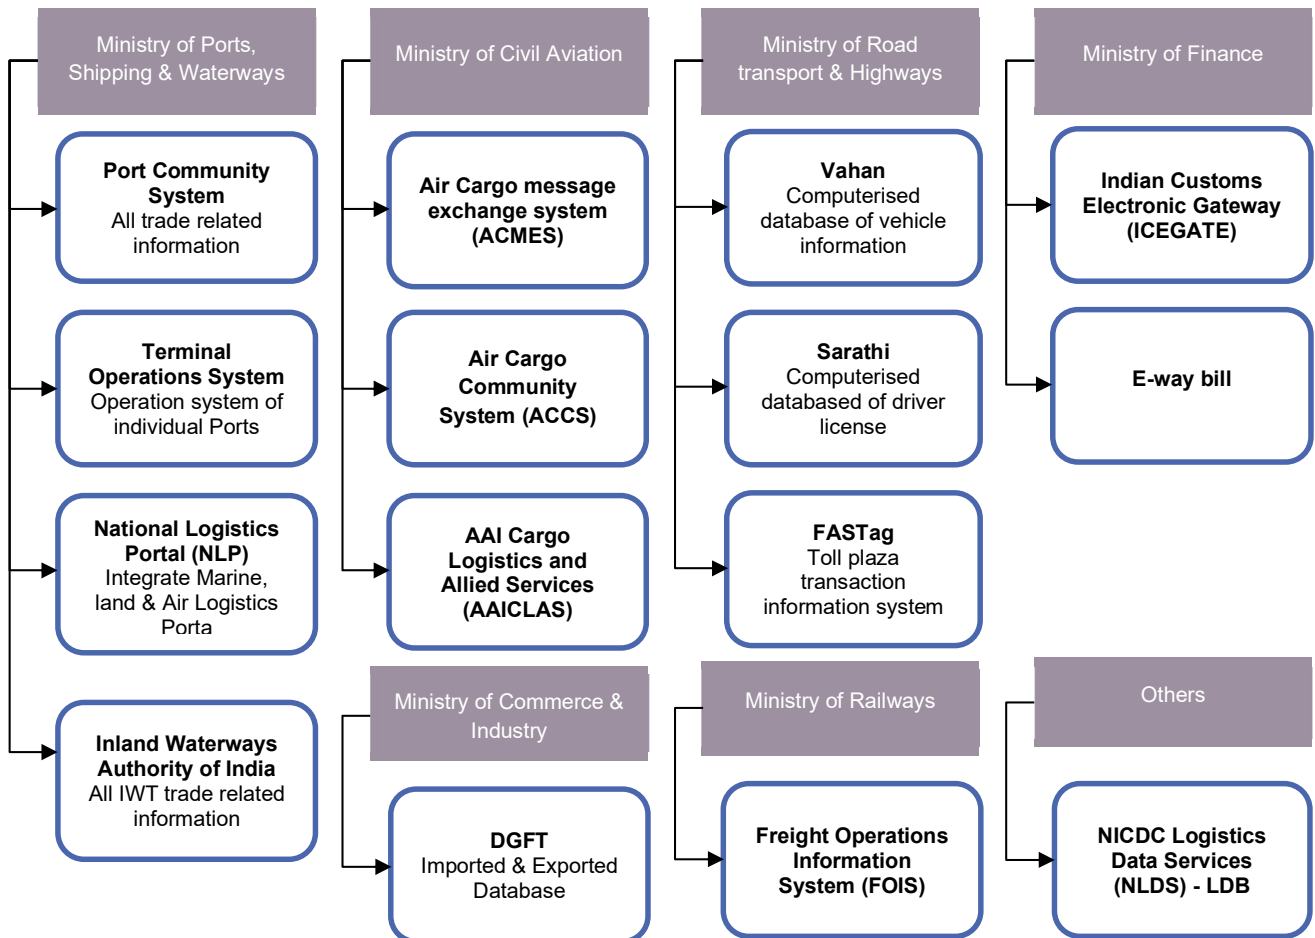 Ministry of Ports,
Shipping & Waterways
Port Community
System
All trade related
information
Terminal
Operations System
Operation system of
individual Ports
National Logistics
Portal (NLP)
Integrate Marine,
land & Air Logistics
Porta
Inland Waterways
Authority of India
All IWT trade related
information
Ministry of Civil Aviation
Air Cargo message
exchange system
(ACMES)
Air Cargo
Community
System (ACCS)
AAI Cargo
Logistics and
Allied Services
(AAICLAS)
Ministry of Road
transport & Highways
Vahan
Computerised
database of vehicle
information
Sarathi
Computerised
databased of driver
license
FASTag
Toll plaza
transaction
information system
Ministry of Finance
Indian Customs
Electronic Gateway
(ICEGATE)
E-way bill
Ministry of Commerce &
Industry
DGFT
Imported & Exported
Database
Ministry of Railways
Freight Operations
Information
System (FOIS)
Others
NICDC Logistics
Data Services
(NLDS) - LDB